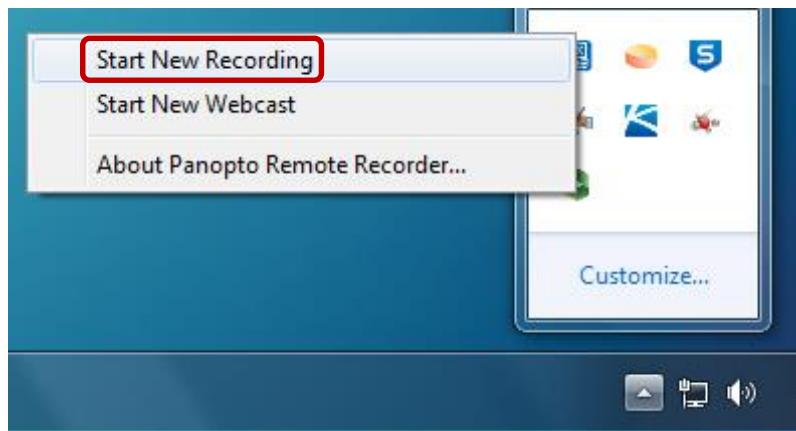 Start New Recording
Start New Webcast
About Panopto Remote Recorder...
Customize...